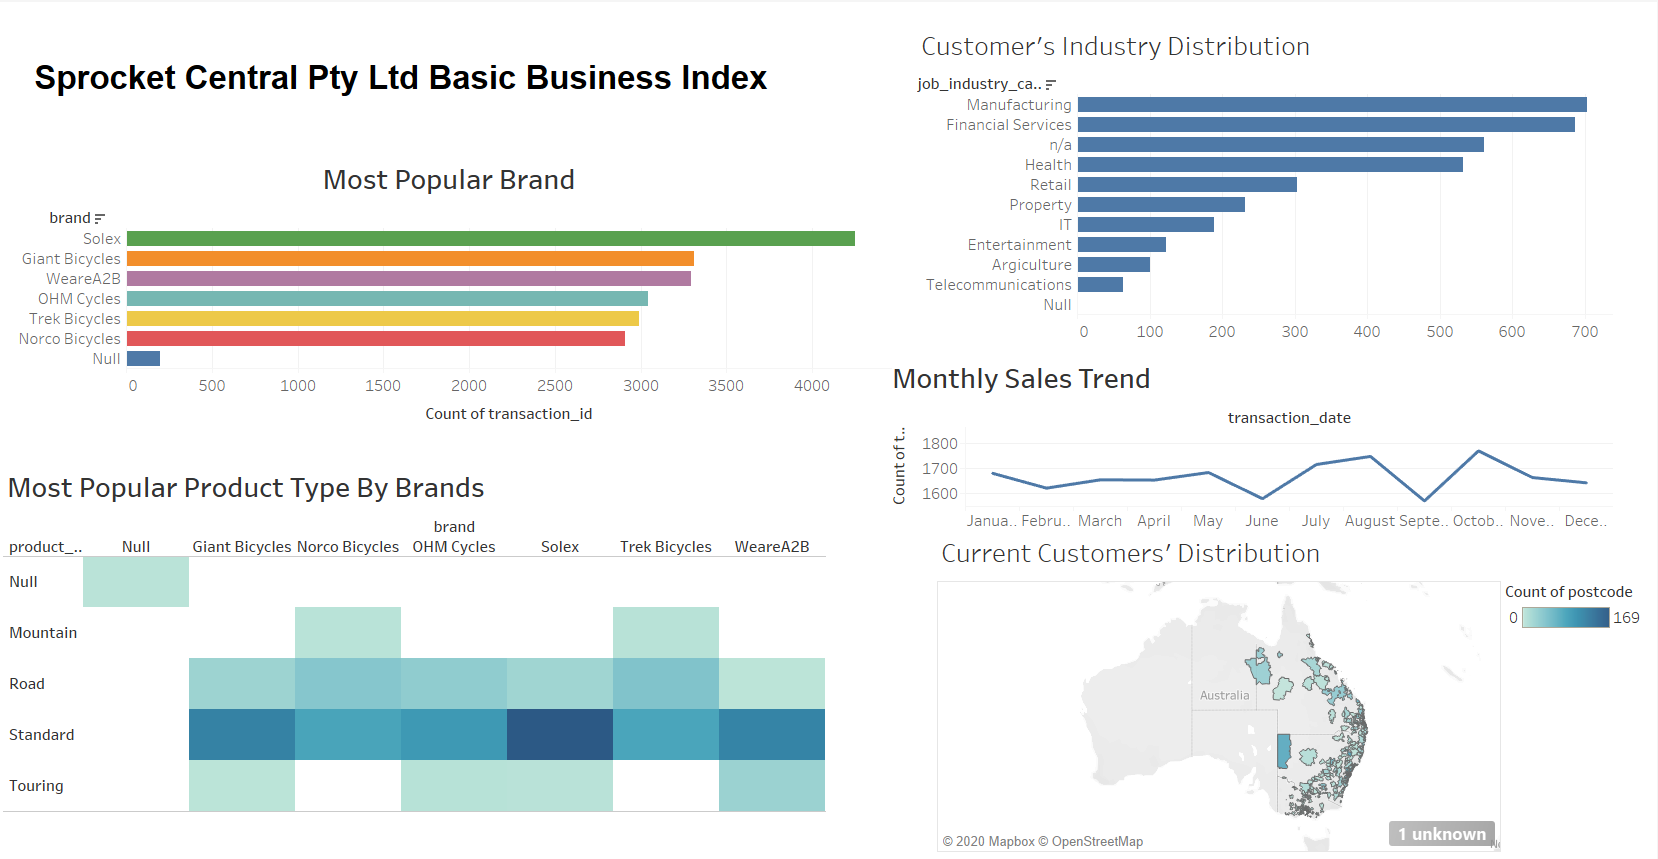 Sprocket Central Pty Ltd Basic Business Index
Most Popular Brand
brand
Solex
Giant Bicycles
WeareA2B
OHM Cycles
Trek Bicycles
Norco Bicycles
Null
0 500 1000 1500 2000 2500 3000 3500 4000
Count of transaction_id
Most Popular Product Type By Brands
brand
product_.. Null Giant Bicycles Norco Bicycles OHM Cycles Solex Trek Bicycles WeareA2B
Null
Mountain
Road
Standard
Touring
Customer's Industry Distribution
job_industry_ca..
Manufacturing
Financial Services
n/a
Health
Retail
Property
IT
Entertainment
Argiculture
Telecommunications
Null
0 100 200 300 400 500 600 700
Monthly Sales Trend
transaction_date
Count of t..
1800
1700
1600
Janua.. Febru.. March April May June July August Septe.. Octob.. Nove.. Dece..
Current Customers' Distribution
Count of postcode
0 169
Australia
1 unknown
© 2020 Mapbox © OpenStreetMap